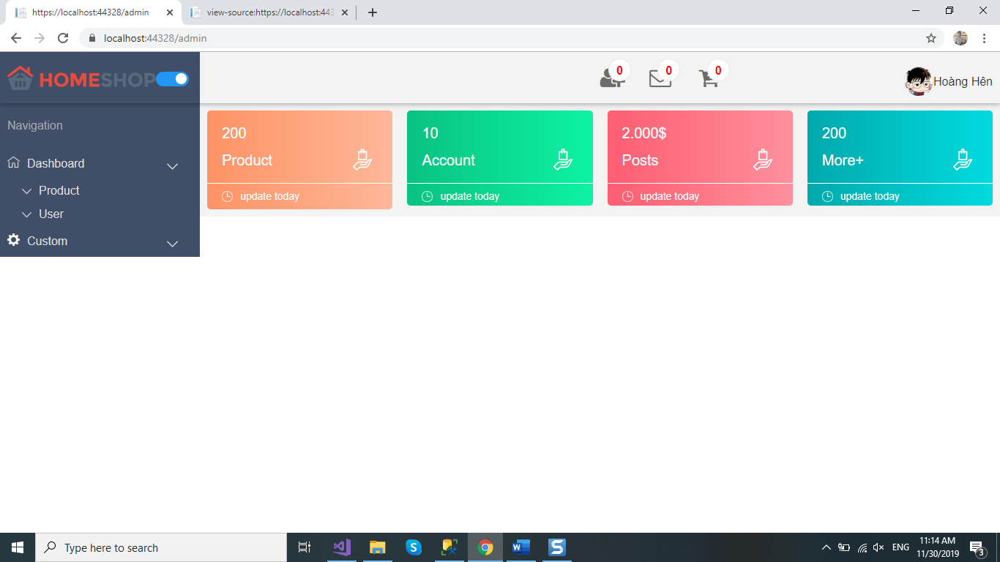 https://localhost:44328/admin
view-source:https://localhost:443
localhost:44328/admin
HOMESHOP
0
0
0
Hoàng Hên
Navigation
Dashboard
Product
User
Custom
200
Product
update today
10
Account
update today
2.000$
Posts
update today
200
More+
update today
Type here to search
S
W
S
ENG
11:14 AM
11/30/2019
3